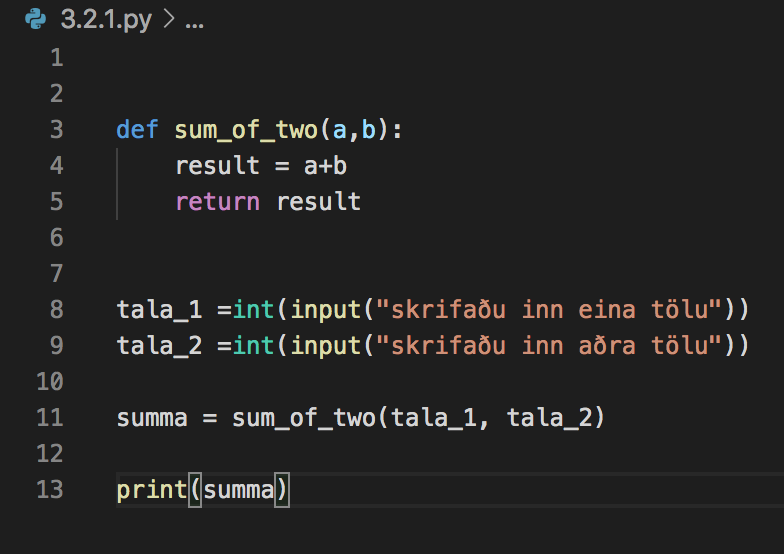 3.2.1.py > ...
1
2
3 def sum_of_two(a,b):
4     result = a+b
5     return result
6
7
8 tala_1 =int(input("skrifaðu inn eina tölu"))
9 tala_2 =int(input("skrifaðu inn aðra tölu"))
10
11 summa = sum_of_two(tala_1, tala_2)
12
13 print(summa)